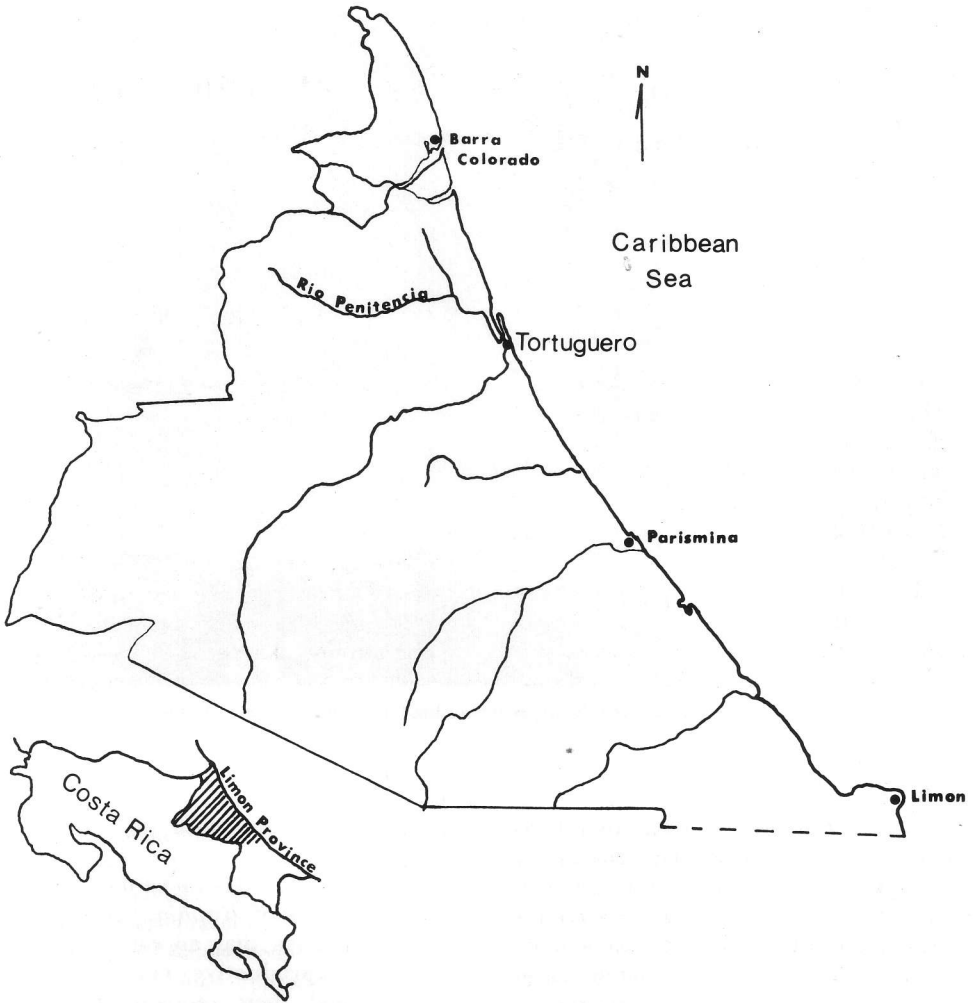 N
Barra
Colorado
Caribbean
Sea
Rio Penitencia
Tortuguero
Parismina
Limon
Costa Rica
Limon Province